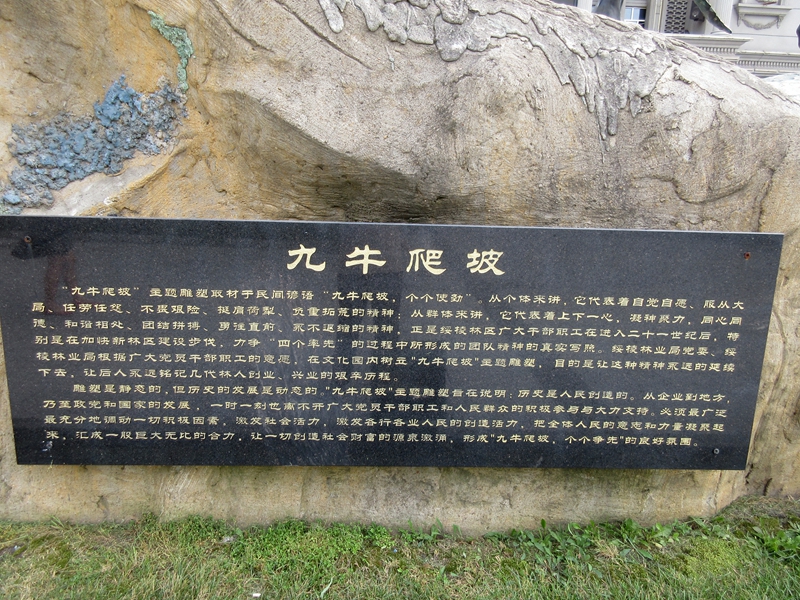 九牛爬坡
“九牛爬坡”主题雕塑取材于民间谚语“九牛爬坡，个个使劲”。从个体来讲，它代表着自觉自愿、服从大
局、任劳任怨、不畏艰险、挺肩荷犁、负重拓荒的精神；从群体来讲，它代表着上下一心，凝神聚力，同心同
德、和谐相处、团结拼搏、勇往直前、永不退缩的精神，正是绥棱林区广大干部职工在进入二十一世纪后，特
别是在加快新林区建设步伐，力争“四个率先”的过程中所形成的团队精神的真实写照。绥棱林业局党委、绥
棱林业局根据广大党员干部职工的意愿，在文化园内树立“九牛爬坡”主题雕塑，目的是让这种精神永远的延续
下去，让后人永远铭记几代林人创业、兴业的艰辛历程。
雕塑是静态的，但历史的发展是动态的。“九牛爬坡”主题雕塑旨在说明：历史是人民创造的。从企业到地方，
乃至政党和国家的发展，一时一刻也离不开广大党员干部职工和人民群众的积极参与与大力支持。必须最广泛
最充分地调动一切积极因素，激发社会活力，激发各行各业人民的创造活力，把全体人民的意志和力量凝聚起
来，汇成一股巨大无比的合力，让一切创造社会财富的源泉激涌，形成“九牛爬坡，个个争先”的良好氛围。